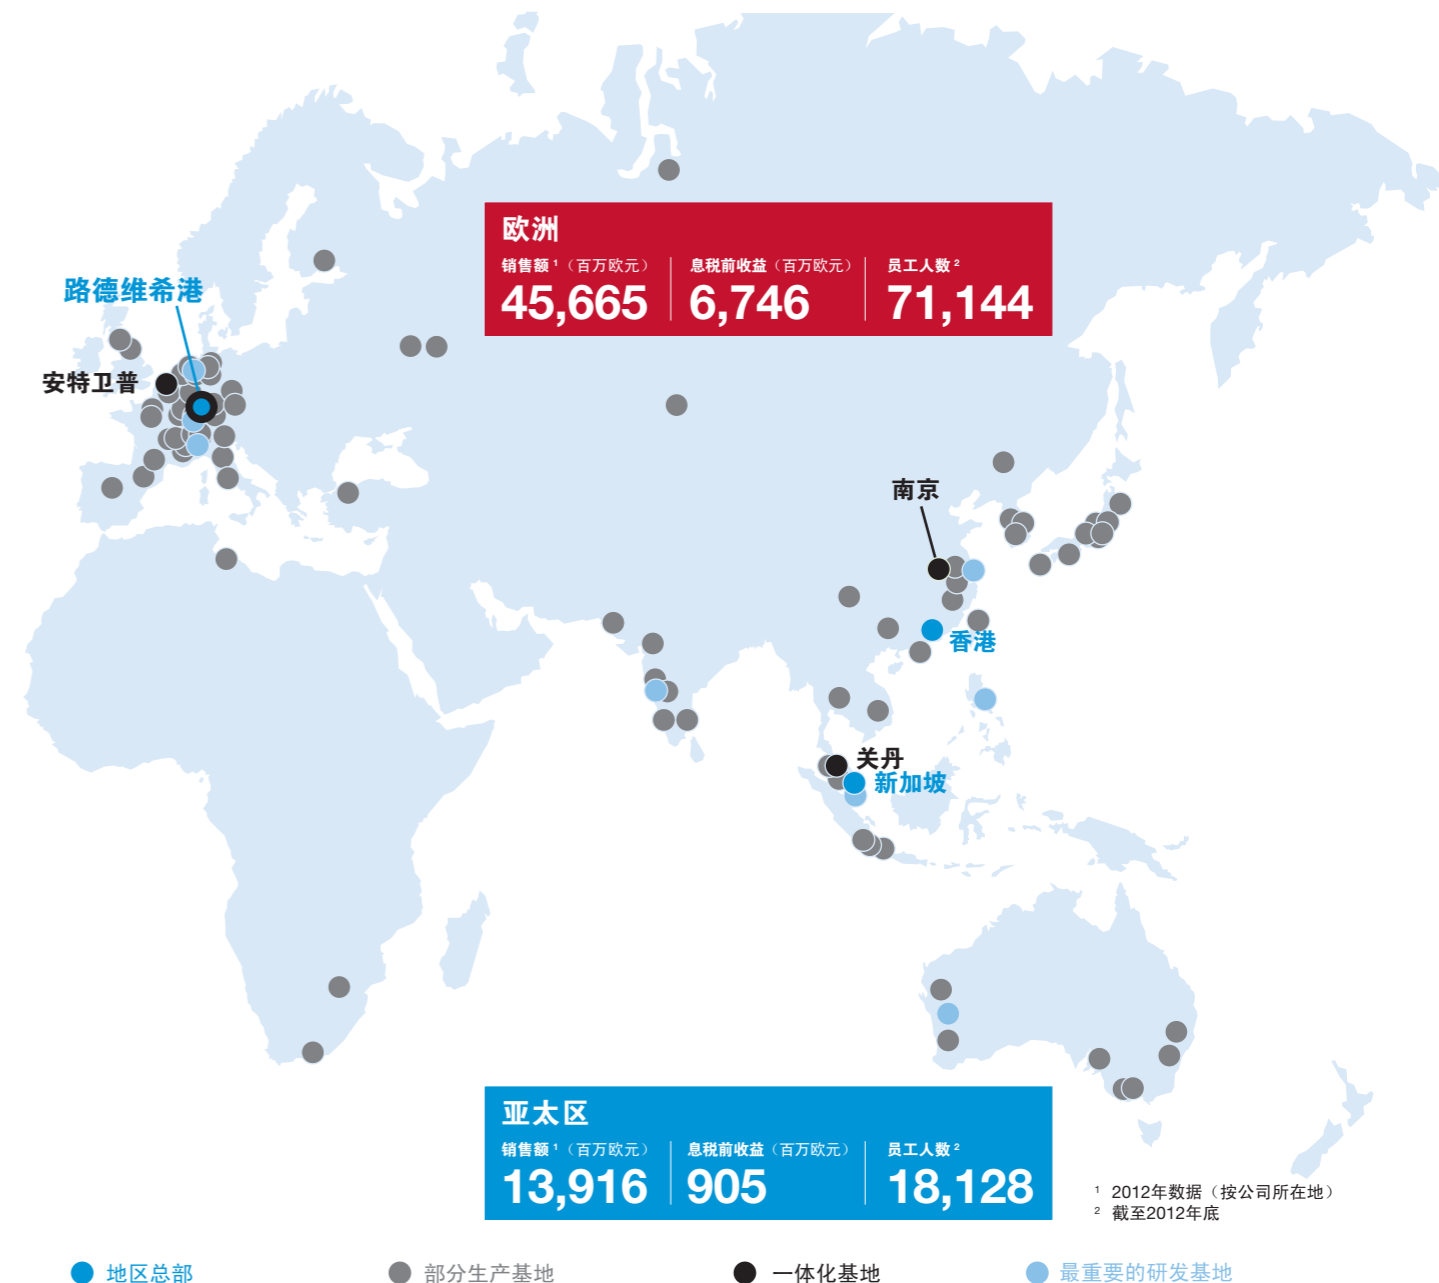 欧洲
销售额 ¹（百万欧元） 息税前收益（百万欧元） 员工人数 ²
45,665 6,746 71,144
路德维希港
安特卫普
南京
香港
关丹
新加坡
亚太区
销售额 ¹（百万欧元） 息税前收益（百万欧元） 员工人数 ²
13,916 905 18,128
¹ 2012年数据（按公司所在地）
² 截至2012年底
地区总部 部分生产基地 一体化基地 最重要的研发基地